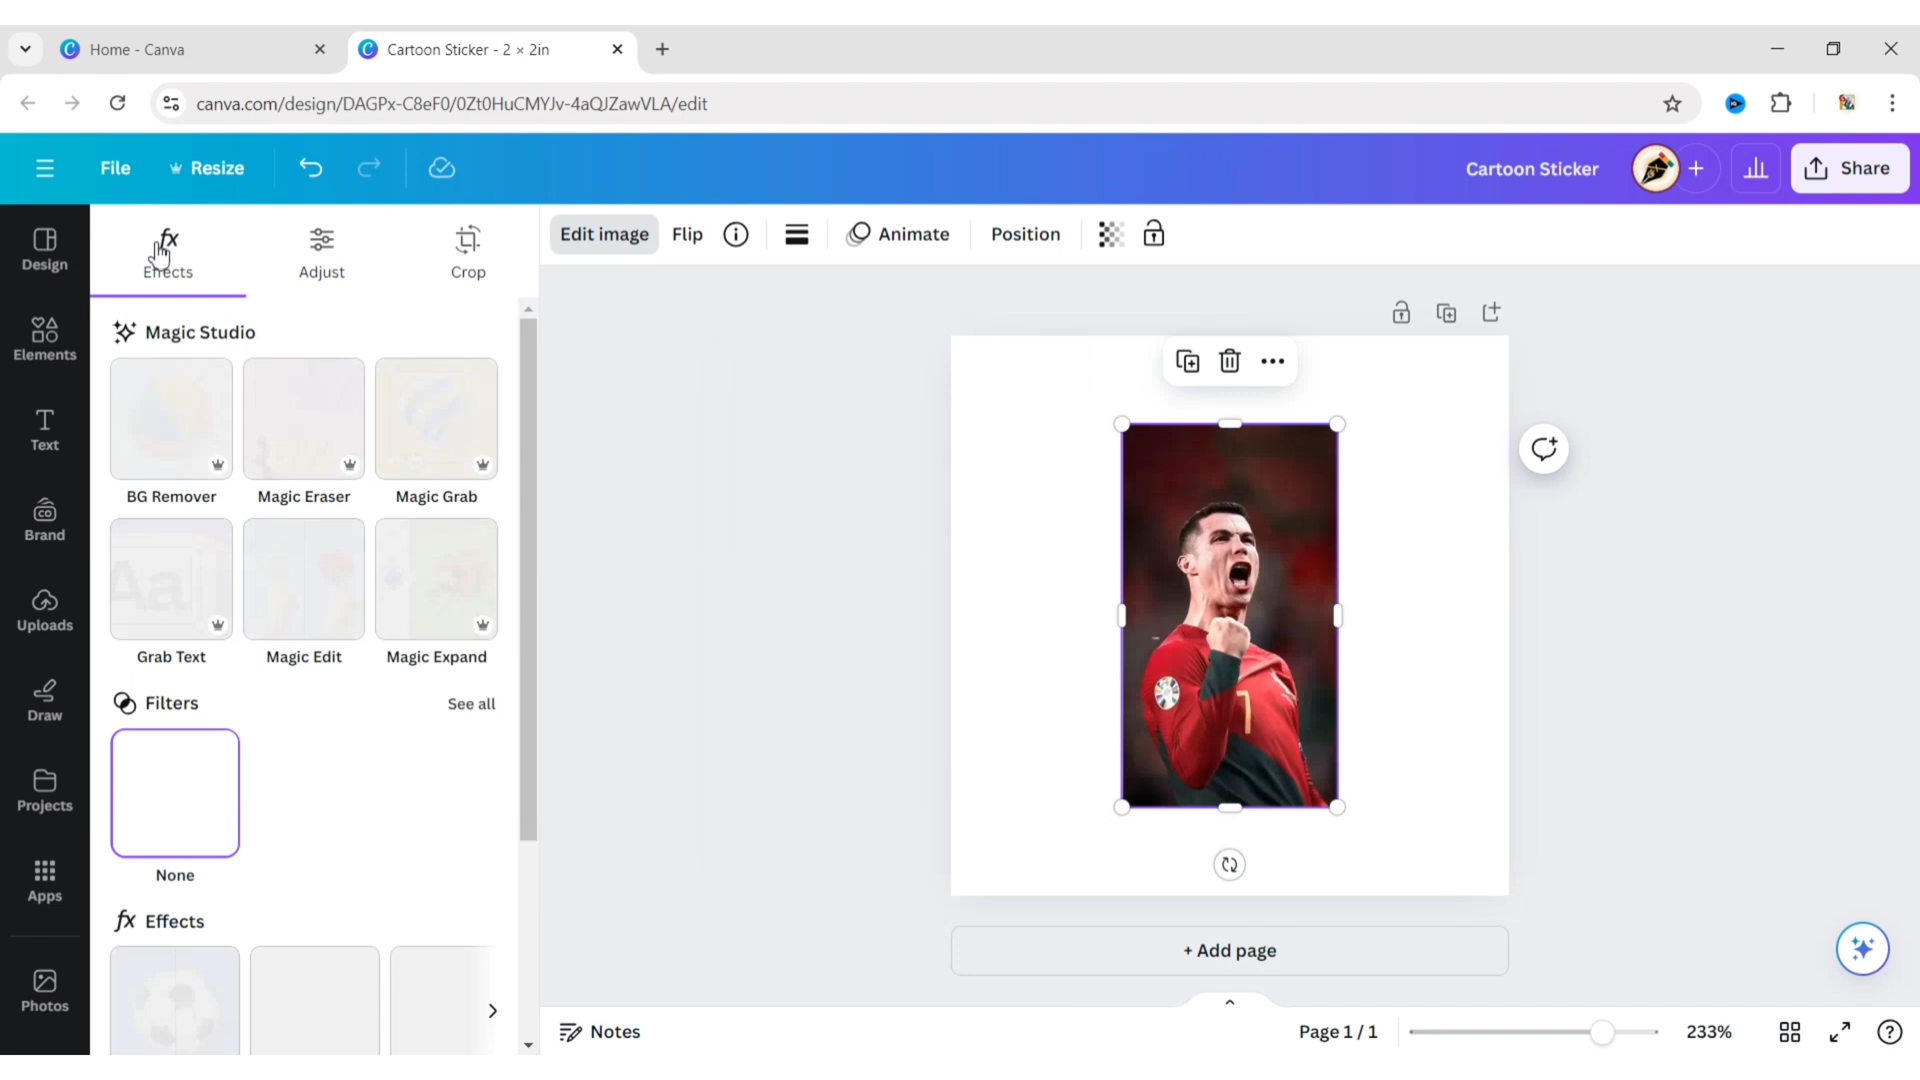 Home - Canva
Cartoon Sticker - 2 × 2in
canva.com/design/DAGPx-C8eF0/0Zt0HuCMYJv-4aQJZawVLA/edit
File
Resize
Cartoon Sticker
Share
Design
Elements
Text
Brand
Uploads
Draw
Projects
Apps
Photos
Effects
Adjust
Crop
Edit image
Flip
Animate
Position
Magic Studio
BG Remover
Magic Eraser
Magic Grab
Aa
Grab Text
Magic Edit
Magic Expand
Filters
See all
None
fx Effects
7
+ Add page
Notes
Page 1 / 1
233%